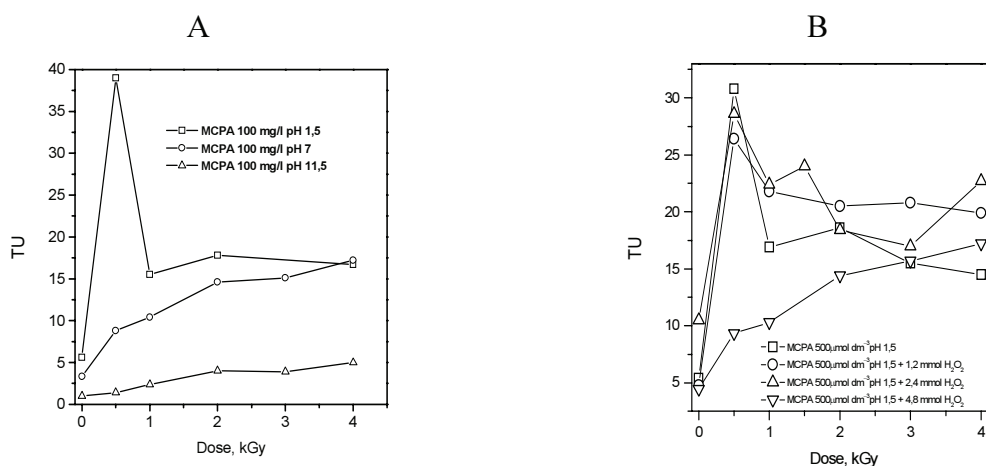 A
40
35
30
25
20
15
10
5
0
TU
MCPA 100 mg/l pH 1,5
MCPA 100 mg/l pH 7
MCPA 100 mg/l pH 11,5
0 1 2 3 4
Dose, kGy
B
30
25
20
15
10
5
TU
MCPA 500µmol dm⁻³pH 1,5
MCPA 500µmol dm⁻³pH 1,5 + 1,2 mmol H₂O₂
MCPA 500µmol dm⁻³pH 1,5 + 2,4 mmol H₂O₂
MCPA 500µmol dm⁻³pH 1,5 + 4,8 mmol H₂O₂
0 1 2 3 4
Dose, kGy